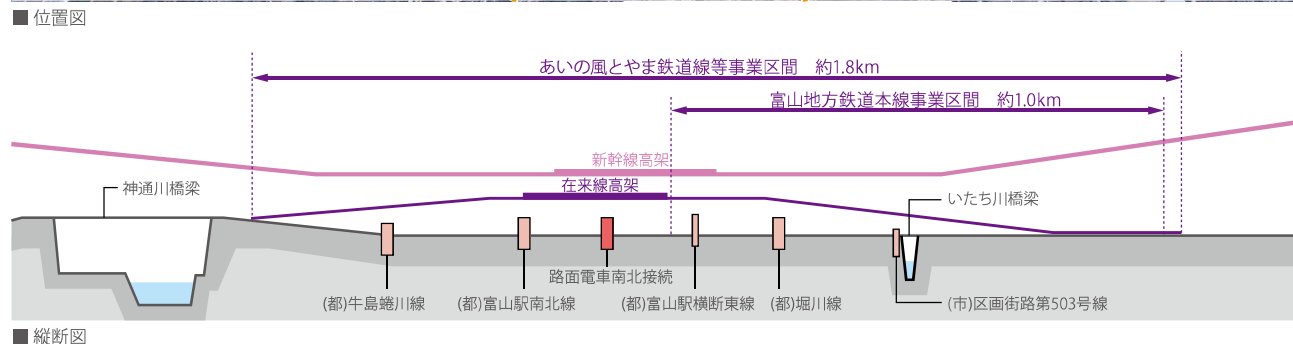 ■ 位置図
あいの風とやま鉄道線等事業区間　約1.8km
富山地方鉄道本線事業区間　約1.0km
新幹線高架
在来線高架
神通川橋梁
いたち川橋梁
路面電車南北接続
(都)牛島蜷川線
(都)富山駅南北線
(都)富山駅横断東線
(都)堀川線
(市)区画街路第503号線
■ 縦断図